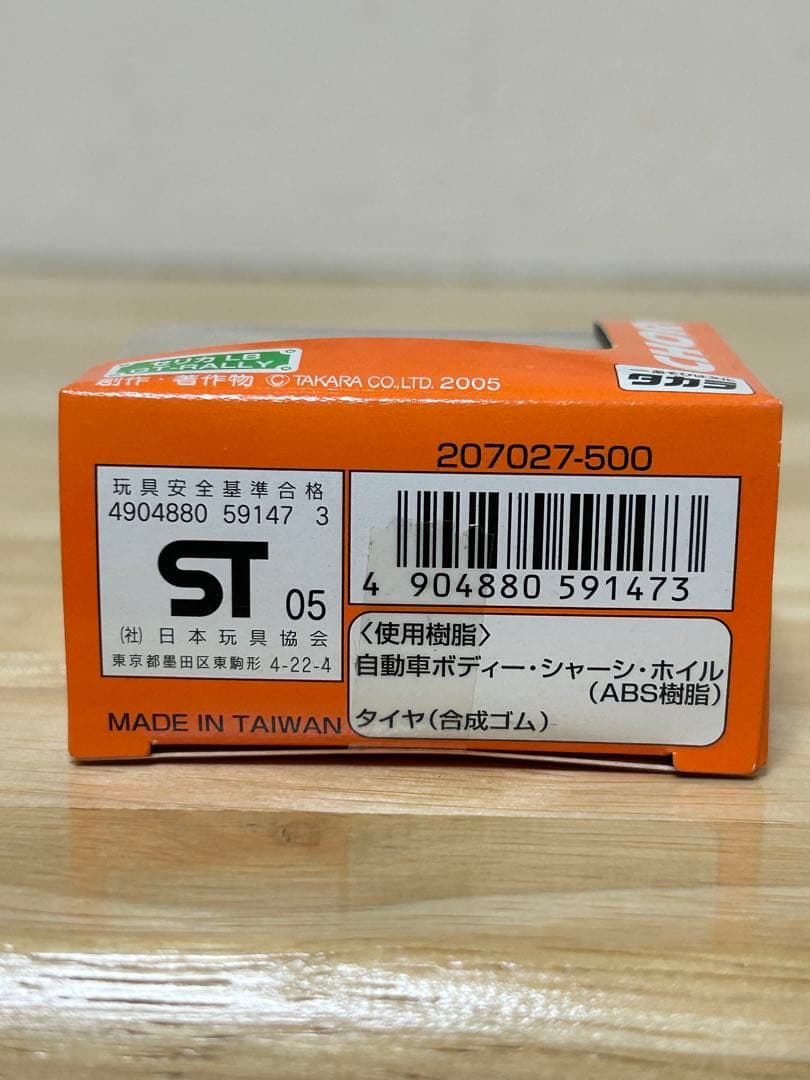 セリカ LB
GT-RALLY
創作・著作物 © TAKARA CO.,LTD. 2005
CHOR
タカラ
207027-500
玩具安全基準合格
4904880 59147 3
ST 05
(社) 日本玩具協会
東京都墨田区東駒形 4-22-4
MADE IN TAIWAN
4 904880 591473
〈使用樹脂〉
自動車ボディー・シャーシ・ホイル
(ABS樹脂)
タイヤ(合成ゴム)